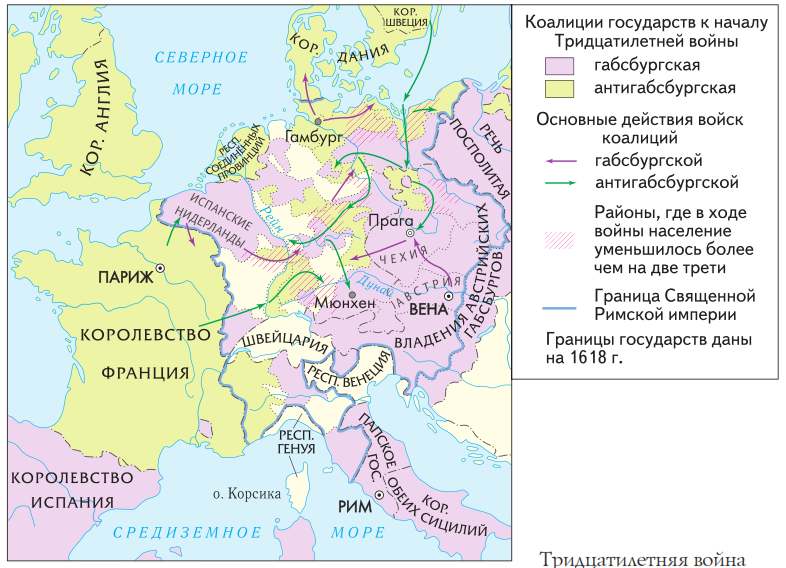 КОР.
ШВЕЦИЯ
СЕВЕРНОЕ
МОРЕ
КОР.
ДАНИЯ
КОР. АНГЛИЯ
Гамбург
РЕСП.
СОЕДИНЁННЫХ
ПРОВИНЦИЙ
РЕЧЬ
ПОСПОЛИТАЯ
ИСПАНСКИЕ
НИДЕРЛАНДЫ
Рейн
Прага
ЧЕХИЯ
ПАРИЖ
Дунай
АВСТРИЯ
Мюнхен
ВЕНА
ВЛАДЕНИЯ АВСТРИЙСКИХ
ГАБСБУРГОВ
КОРОЛЕВСТВО
ФРАНЦИЯ
ШВЕЙЦАРИЯ
РЕСП. ВЕНЕЦИЯ
РЕСП.
ГЕНУЯ
ПАПСКОЕ
ГОС.
КОРОЛЕВСТВО
ИСПАНИЯ
о. Корсика
РИМ
КОР.
ОБЕИХ СИЦИЛИЙ
СРЕДИЗЕМНОЕ МОРЕ
Коалиции государств к началу
Тридцатилетней войны
габсбургская
антигабсбургская
Основные действия войск
коалиций
габсбургской
антигабсбургской
Районы, где в ходе
войны население
уменьшилось более
чем на две трети
Граница Священной
Римской империи
Границы государств даны
на 1618 г.
Тридцатилетняя война